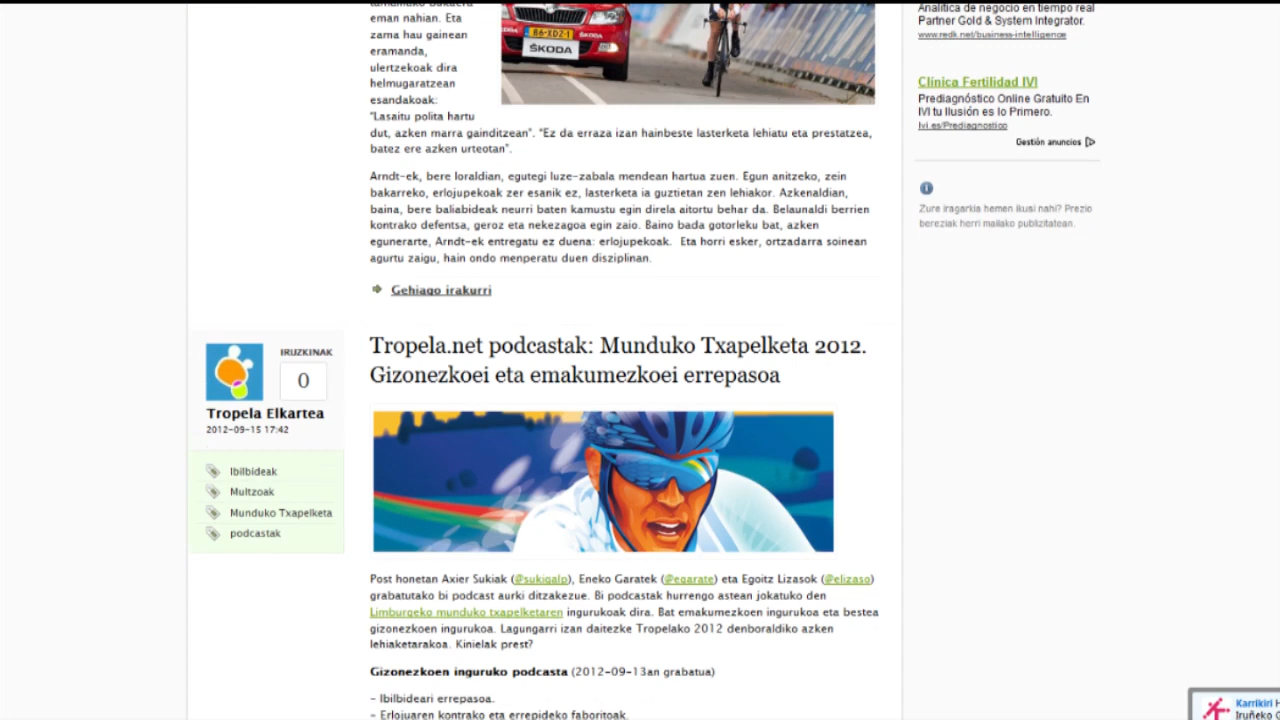 eman nahian. Eta
zama hau gainean
eramanda,
ulertzekoak dira
helmugaratzean
esandakoak:
"Lasaitu polita hartu
dut, azken marra gainditzean". "Ez da erraza izan hainbeste lasterketa lehiatu eta prestatzea,
batez ere azken urteotan".
86-XDZ-1
ŠKODA
Arndt-ek, bere loraldian, egutegi luze-zabala mendean hartua zuen. Egun anitzeko, zein
bakarreko, erlojupekoak zer esanik ez, lasterketa ia guztietan zen lehiakor. Azkenaldian,
baina, bere baliabideak neurri baten kamustu egin direla aitortu behar da. Belaunaldi berrien
kontrako defentsa, geroz eta nekezagoa egin zaio. Baino bada gotorleku bat, azken
egunerarte, Arndt-ek entregatu ez duena: erlojupekoak. Eta horri esker, ortzadarra soinean
agurtu zaigu, hain ondo menperatu duen disziplinan.
Gehiago irakurri
IRUZKINAK
0
Tropela Elkartea
2012-09-15 17:42
Ibilbideak
Multzoak
Munduko Txapelketa
podcastak
Tropela.net podcastak: Munduko Txapelketa 2012.
Gizonezkoei eta emakumezkoei errepasoa
Post honetan Axier Sukiak (@sukigalp), Eneko Garatek (@egarate) eta Egoitz Lizasok (@elizaso)
grabatutako bi podcast aurki ditzakezue. Bi podcastak hurrengo astean jokatuko den
Limburgeko munduko txapelketaren ingurukoak dira. Bat emakumezkoen ingurukoa eta bestea
gizonezkoen ingurukoa. Lagungarri izan daitezke Tropelako 2012 denboraldiko azken
lehiaketarakoa. Kinielak prest?
Gizonezkoen inguruko podcasta (2012-09-13an grabatua)
- Ibilbideari errepasoa.
- Erlojuaren kontrako eta errepideko faboritoak.
Analítica de negocio en tiempo real
Partner Gold & System Integrator.
www.redk.net/business-intelligence
Clínica Fertilidad IVI
Prediagnóstico Online Gratuito En
IVI tu Ilusión es lo Primero.
Ivi.es/Prediagnostico
Gestión anuncios
Zure iragarkia hemen ikusi nahi? Prezio
bereziak herri mailako publizitatean.
Karrikiri
Iruñeko